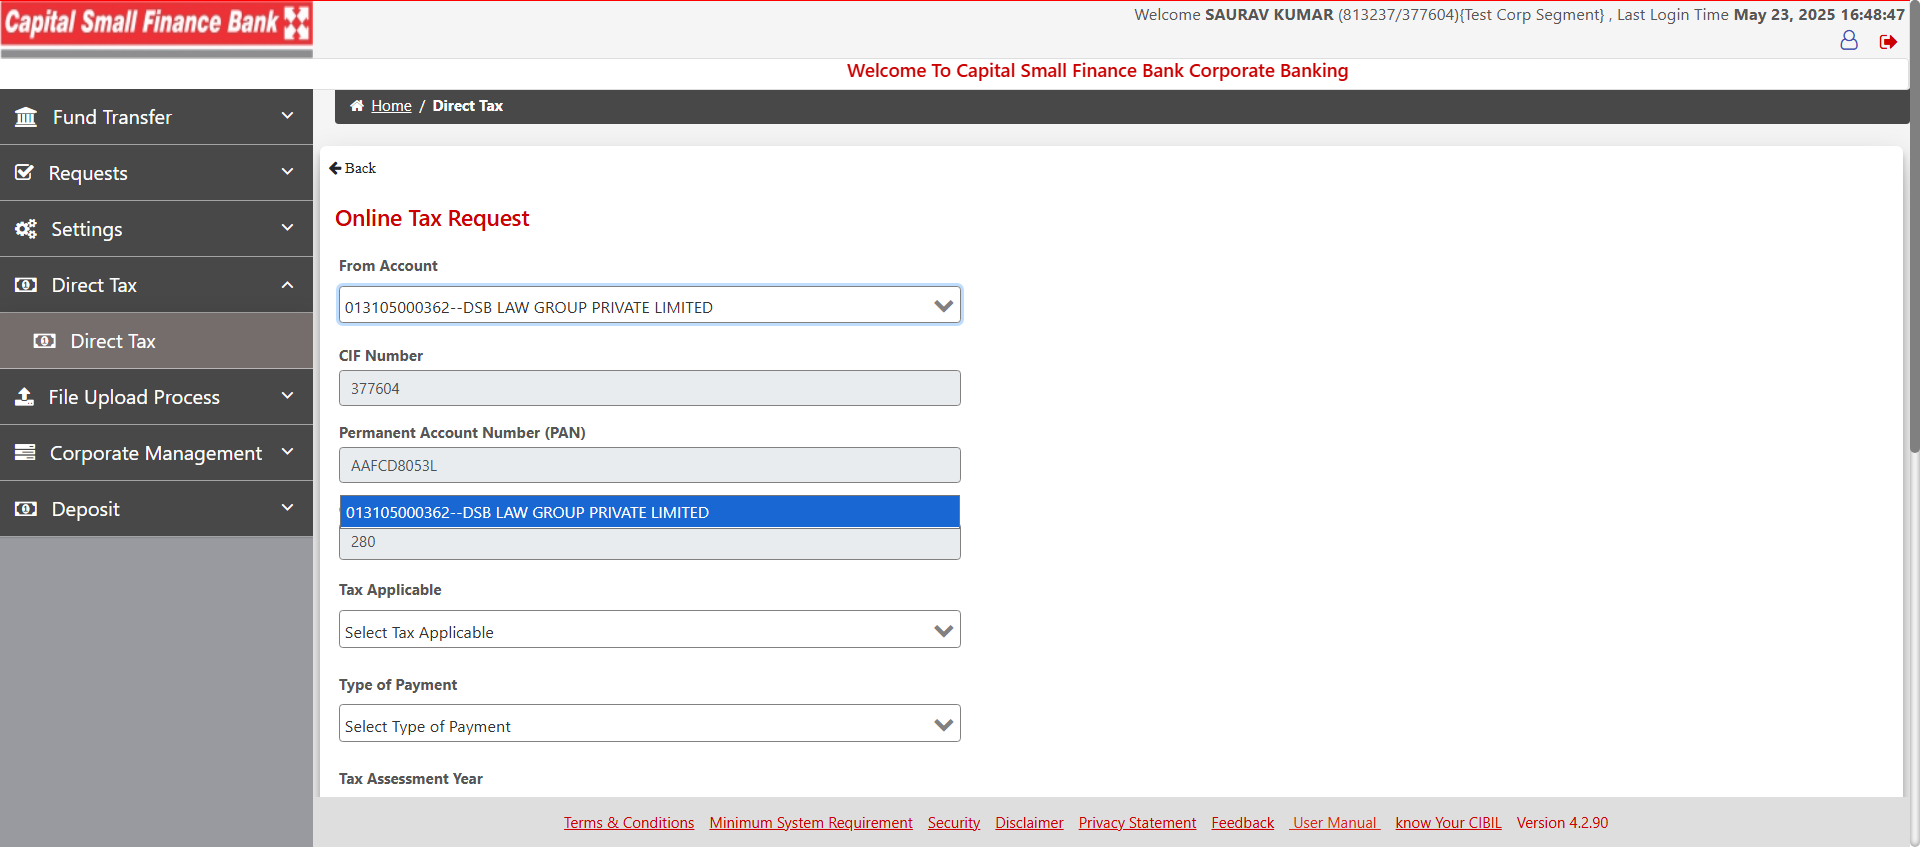 Capital Small Finance Bank
Welcome SAURAV KUMAR (813237/377604){Test Corp Segment} , Last Login Time May 23, 2025 16:48:47
Welcome To Capital Small Finance Bank Corporate Banking
Fund Transfer
Requests
Settings
Direct Tax
Direct Tax
File Upload Process
Corporate Management
Deposit
Home / Direct Tax
Back
Online Tax Request
From Account
013105000362--DSB LAW GROUP PRIVATE LIMITED
CIF Number
377604
Permanent Account Number (PAN)
AAFCD8053L
013105000362--DSB LAW GROUP PRIVATE LIMITED
280
Tax Applicable
Select Tax Applicable
Type of Payment
Select Type of Payment
Tax Assessment Year
Terms & Conditions Minimum System Requirement Security Disclaimer Privacy Statement Feedback User Manual know Your CIBIL Version 4.2.90